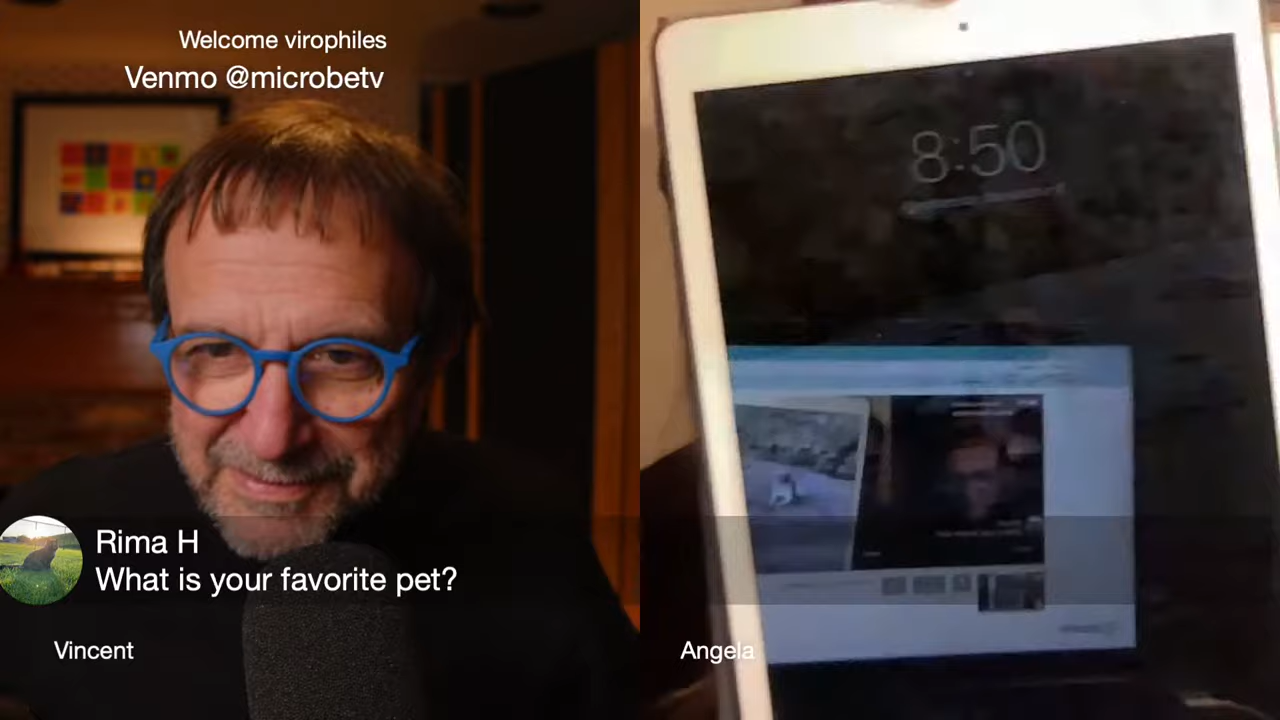 Welcome virophiles
Venmo @microbetv
8:50
Rima H
What is your favorite pet?
Vincent
Angela